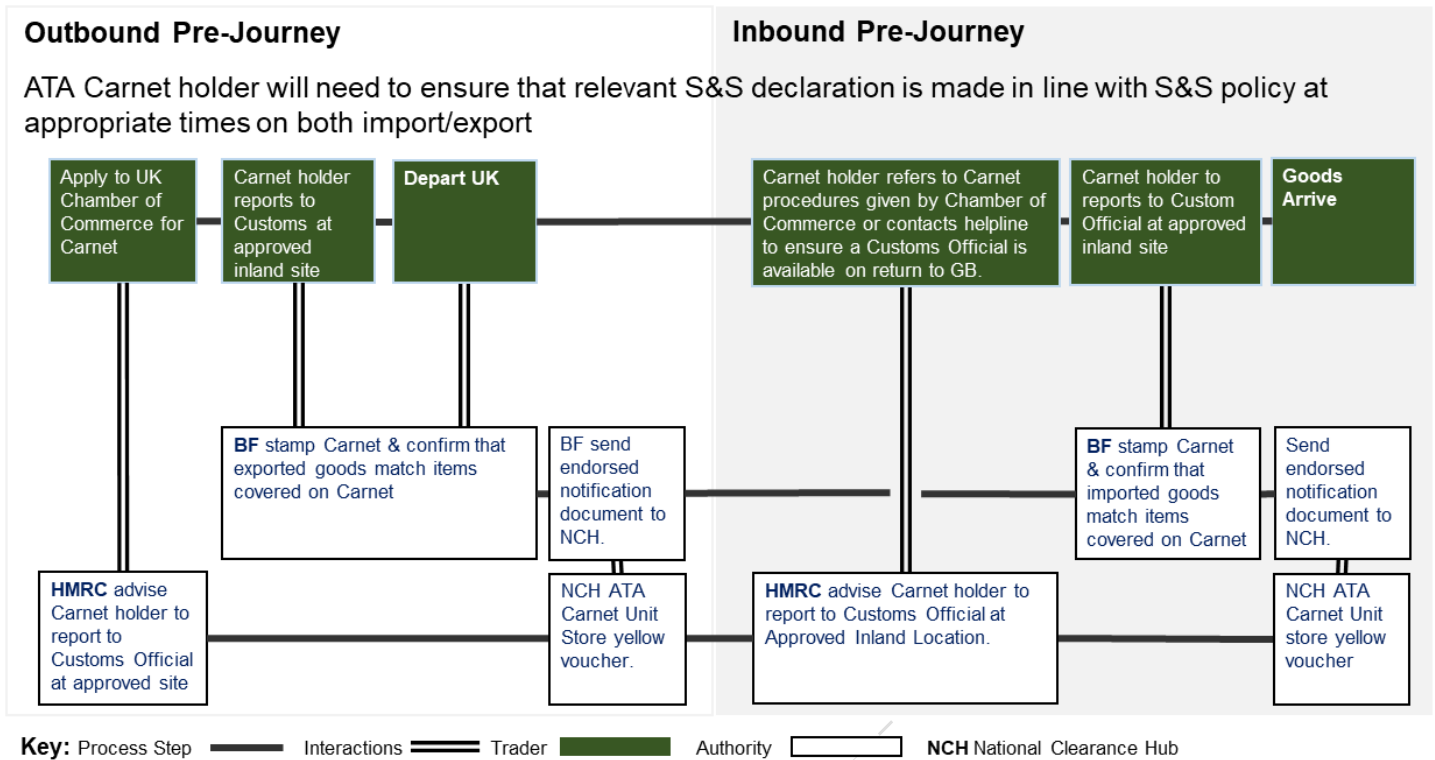 Outbound Pre-Journey
Inbound Pre-Journey
ATA Carnet holder will need to ensure that relevant S&S declaration is made in line with S&S policy at
appropriate times on both import/export
Apply to UK
Chamber of
Commerce for
Carnet
Carnet holder
reports to
Customs at
approved
inland site
Depart UK
Carnet holder refers to Carnet
procedures given by Chamber of
Commerce or contacts helpline
to ensure a Customs Official is
available on return to GB.
Carnet holder to
reports to Custom
Official at approved
inland site
Goods
Arrive
BF stamp Carnet & confirm that
exported goods match items
covered on Carnet
BF send
endorsed
notification
document to
NCH.
BF stamp Carnet
& confirm that
imported goods
match items
covered on Carnet
Send
endorsed
notification
document to
NCH.
HMRC advise
Carnet holder to
report to
Customs Official
at approved site
NCH ATA
Carnet Unit
Store yellow
voucher.
HMRC advise Carnet holder to
report to Customs Official at
Approved Inland Location.
NCH ATA
Carnet Unit
store yellow
voucher
Key: Process Step Interactions Trader Authority NCH National Clearance Hub